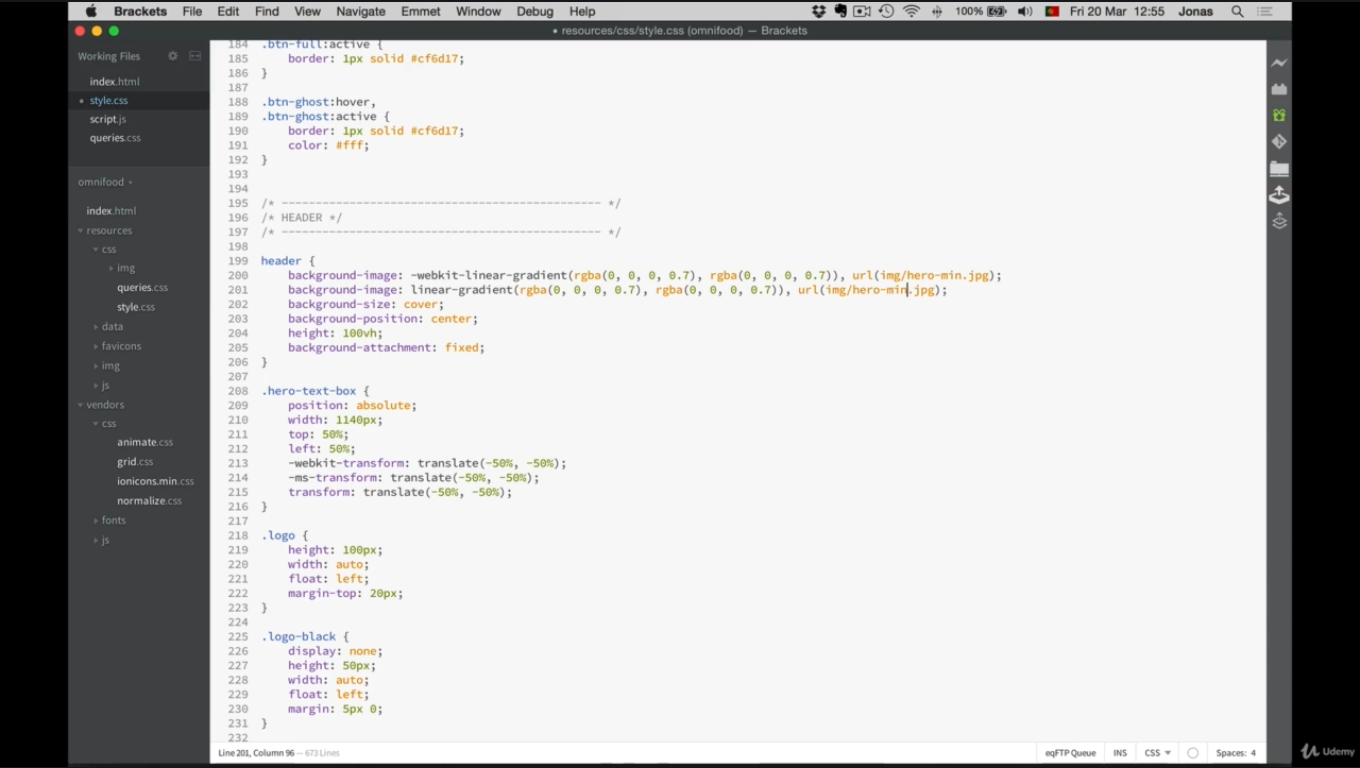 Brackets File Edit Find View Navigate Emmet Window Debug Help 100% Fri 20 Mar 12:55 Jonas
• resources/css/style.css (omnifood) — Brackets
Working Files
index.html
• style.css
script.js
queries.css
omnifood
index.html
resources
css
img
queries.css
style.css
data
favicons
img
js
vendors
css
animate.css
grid.css
ionicons.min.css
normalize.css
fonts
js
184 .btn-full:active {
185 border: 1px solid #cf6d17;
186 }
187
188 .btn-ghost:hover,
189 .btn-ghost:active {
190 border: 1px solid #cf6d17;
191 color: #fff;
192 }
193
194
195 /* ----------------------------------------------- */
196 /* HEADER */
197 /* ----------------------------------------------- */
198
199 header {
200 background-image: -webkit-linear-gradient(rgba(0, 0, 0, 0.7), rgba(0, 0, 0, 0.7)), url(img/hero-min.jpg);
201 background-image: linear-gradient(rgba(0, 0, 0, 0.7), rgba(0, 0, 0, 0.7)), url(img/hero-min.jpg);
202 background-size: cover;
203 background-position: center;
204 height: 100vh;
205 background-attachment: fixed;
206 }
207
208 .hero-text-box {
209 position: absolute;
210 width: 1140px;
211 top: 50%;
212 left: 50%;
213 -webkit-transform: translate(-50%, -50%);
214 -ms-transform: translate(-50%, -50%);
215 transform: translate(-50%, -50%);
216 }
217
218 .logo {
219 height: 100px;
220 width: auto;
221 float: left;
222 margin-top: 20px;
223 }
224
225 .logo-black {
226 display: none;
227 height: 50px;
228 width: auto;
229 float: left;
230 margin: 5px 0;
231 }
232
Line 201, Column 96 — 673 Lines eqFTP Queue INS CSS Spaces: 4
Udemy